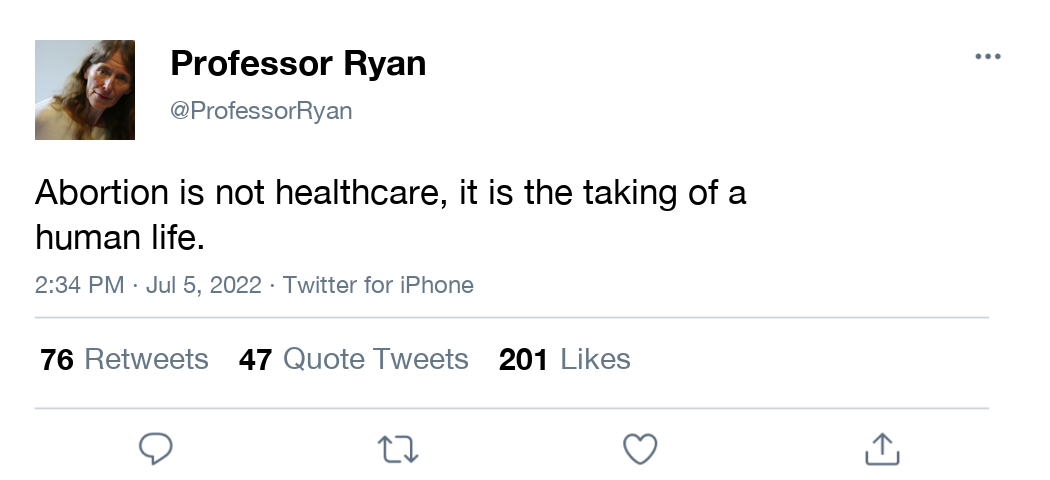 Professor Ryan
@ProfessorRyan
Abortion is not healthcare, it is the taking of a
human life.
2:34 PM · Jul 5, 2022 · Twitter for iPhone
76 Retweets 47 Quote Tweets 201 Likes